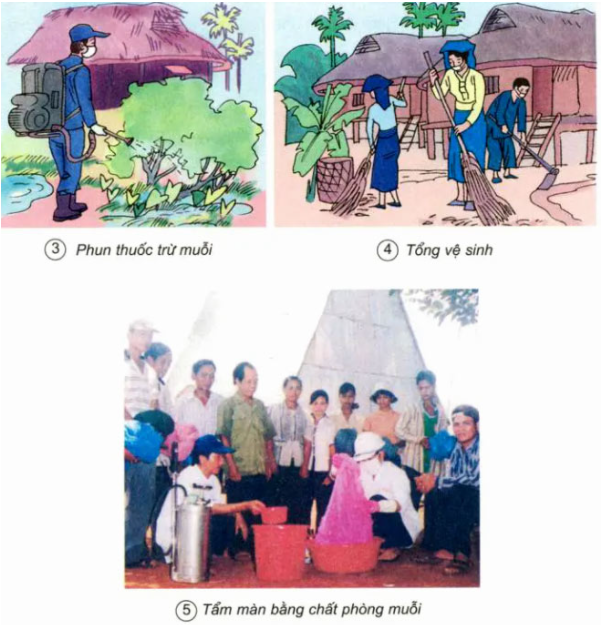 ③ Phun thuốc trừ muỗi
④ Tổng vệ sinh
⑤ Tẩm màn bằng chất phòng muỗi